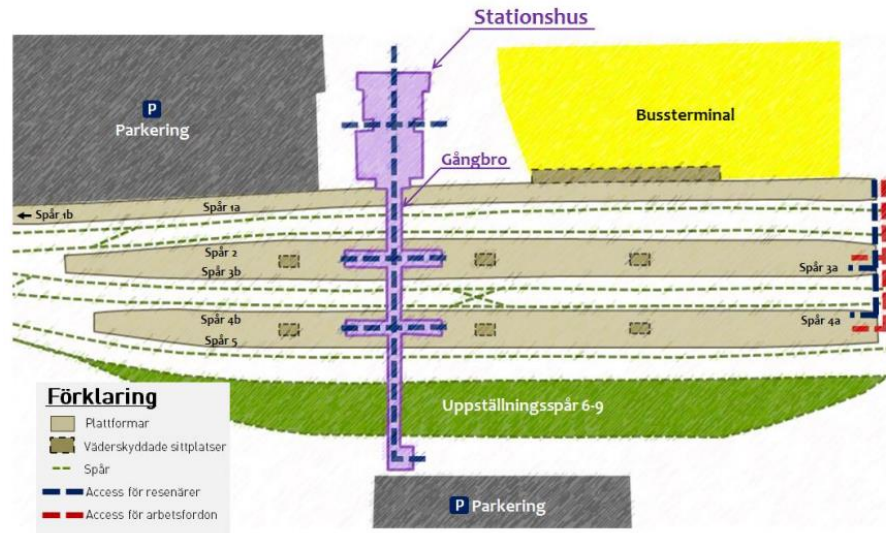 Stationshus
P
Parkering
Bussterminal
Gångbro
← Spår 1b
Spår 1a
Spår 2
Spår 3b
Spår 3a
Spår 4b
Spår 4a
Spår 5
Uppställningsspår 6-9
Förklaring
Plattformar
Väderskyddade sittplatser
Spår
Access för resenärer
Access för arbetsfordon
P Parkering